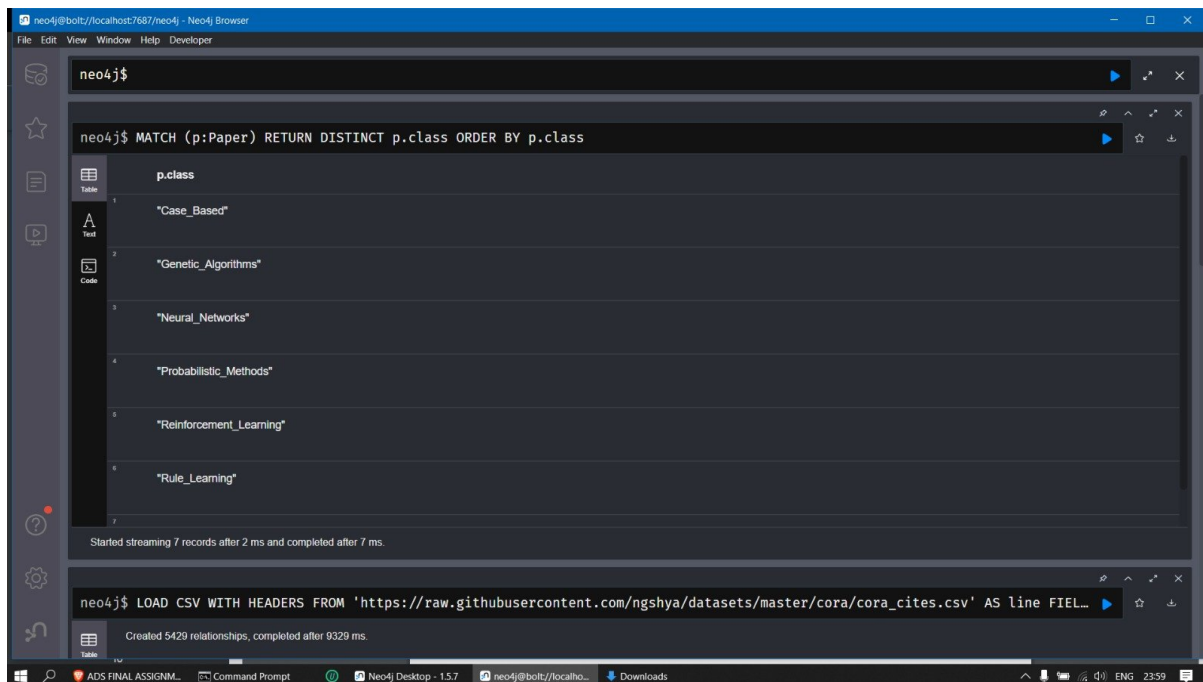 neo4j@bolt://localhost:7687/neo4j - Neo4j Browser
File Edit View Window Help Developer
neo4j$
neo4j$ MATCH (p:Paper) RETURN DISTINCT p.class ORDER BY p.class
Table
p.class
1
"Case_Based"
A
Text
2
"Genetic_Algorithms"
Code
3
"Neural_Networks"
4
"Probabilistic_Methods"
5
"Reinforcement_Learning"
6
"Rule_Learning"
7
Started streaming 7 records after 2 ms and completed after 7 ms.
neo4j$ LOAD CSV WITH HEADERS FROM 'https://raw.githubusercontent.com/ngshya/datasets/master/cora/cora_cites.csv' AS line FIEL…
Created 5429 relationships, completed after 9329 ms.
Table
ADS FINAL ASSIGNM... Command Prompt Neo4j Desktop - 1.5.7 neo4j@bolt://localho... Downloads ENG 23:59